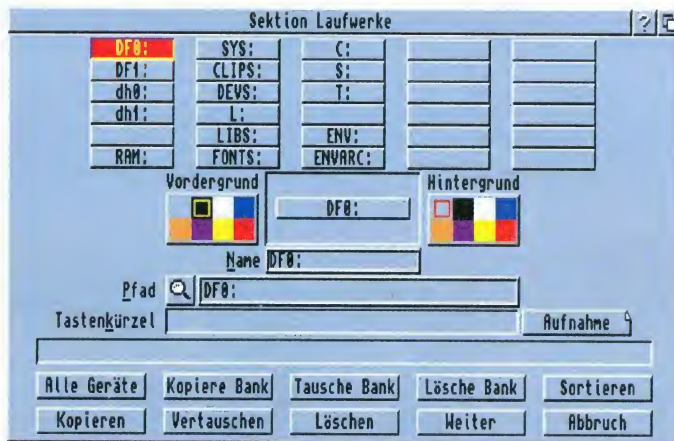 Sektion Laufwerke ?
DF0: SYS: C:
DF1: CLIPS: S:
dh0: DEVS: T:
dh1: L:
LIBS: ENV:
RAM: FONTS: ENVARC:
Vordergrund Hintergrund
DF0:
Name DF0:
Pfad DF0:
Tastenkürzel Aufnahme
Alle Geräte Kopiere Bank Tausche Bank Lösche Bank Sortieren
Kopieren Vertauschen Löschen Weiter Abbruch